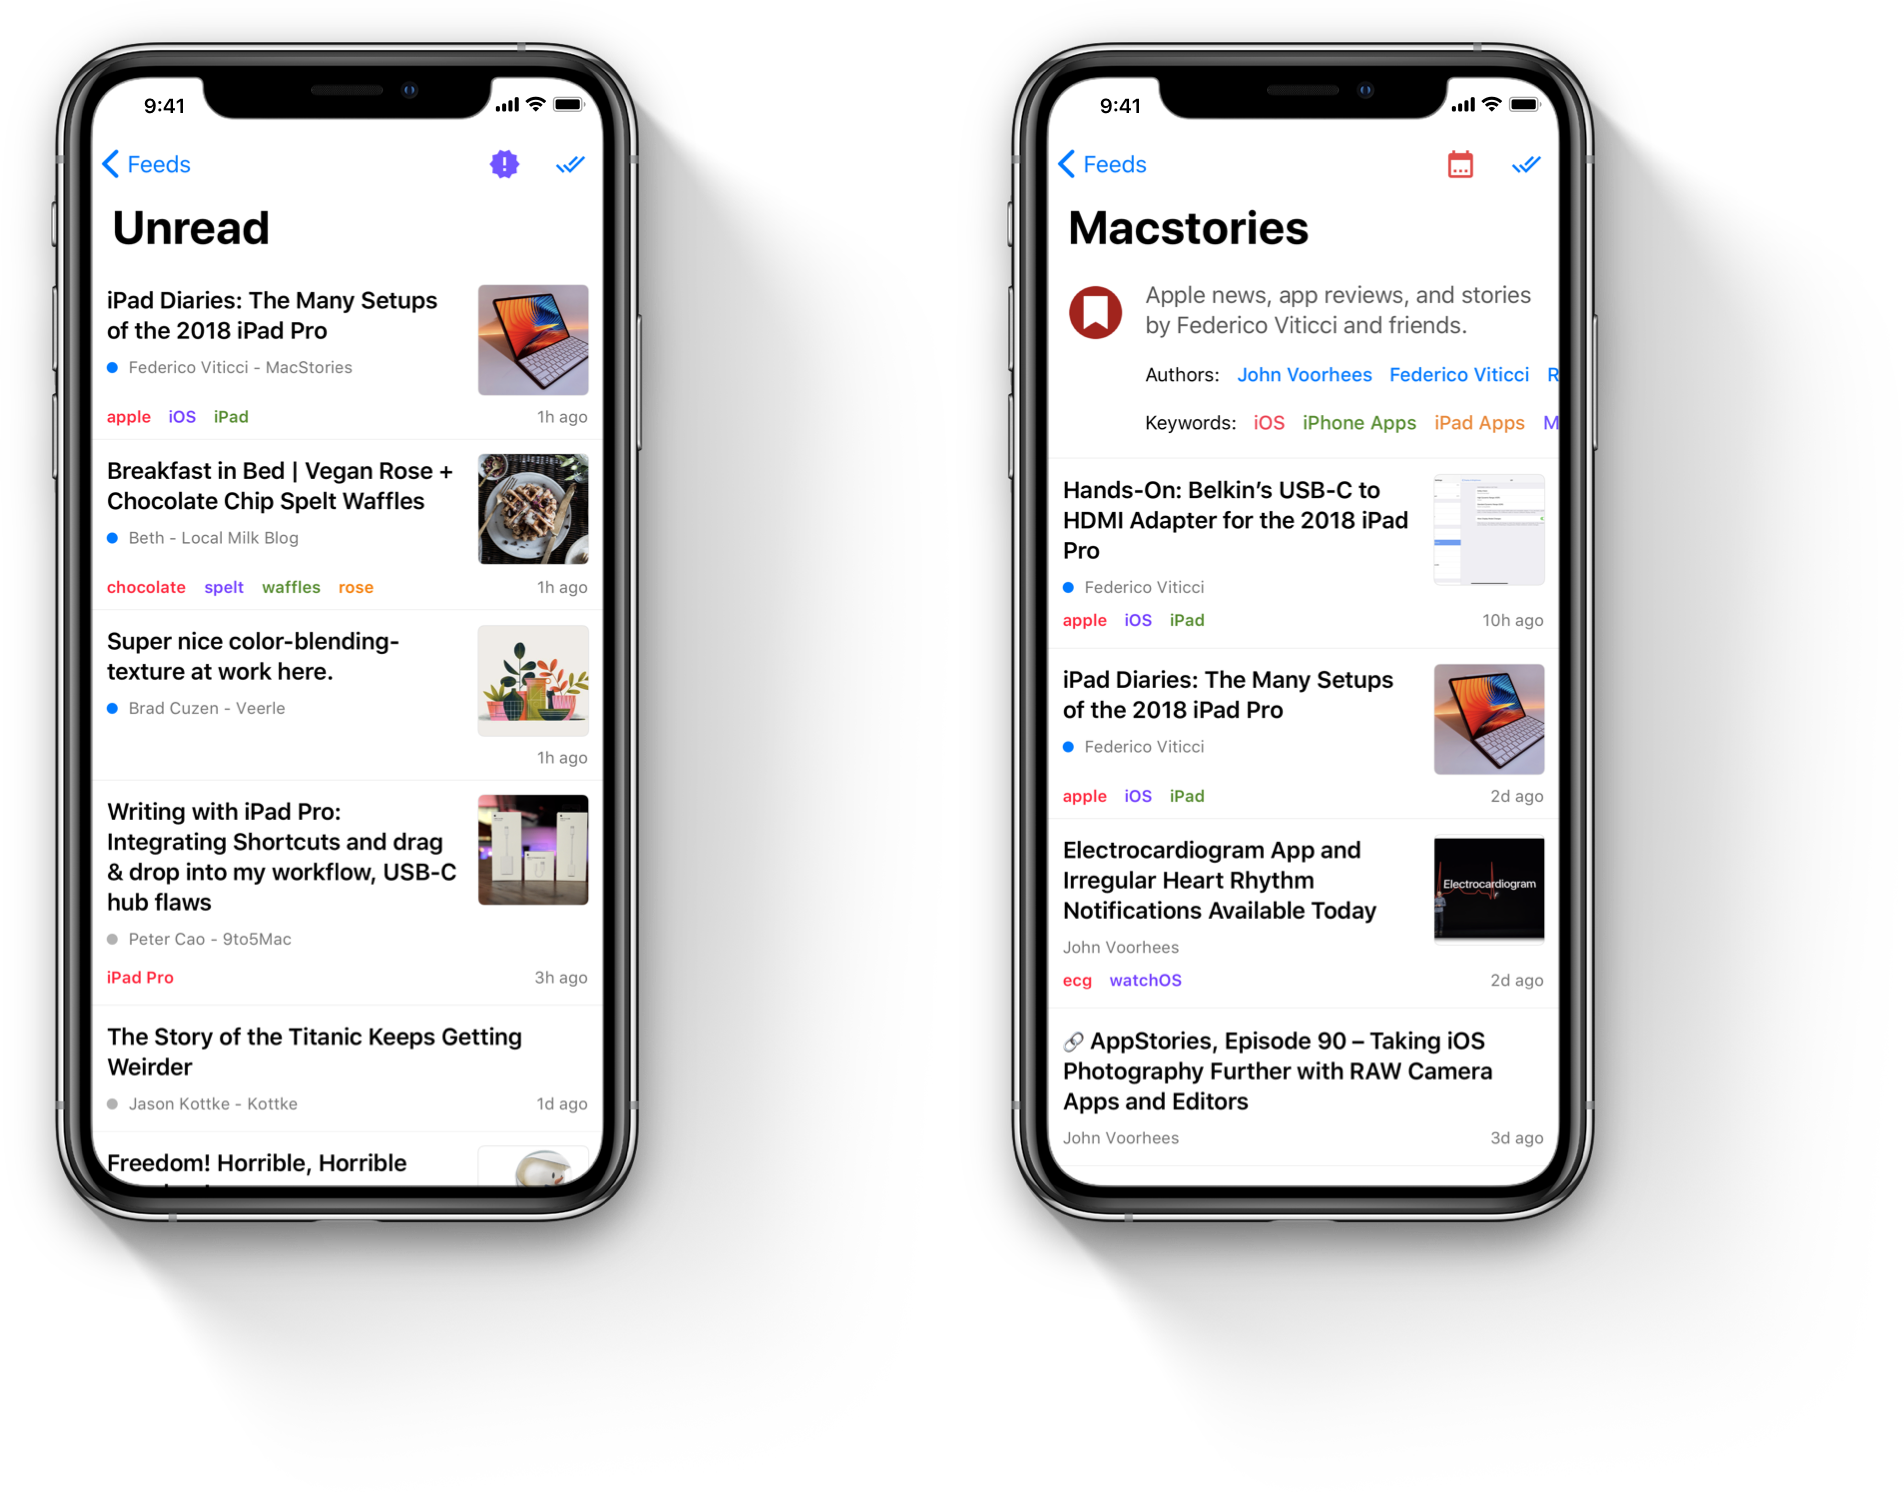 9:41
Feeds
Unread
iPad Diaries: The Many Setups
of the 2018 iPad Pro
Federico Viticci - MacStories
apple iOS iPad
1h ago
Breakfast in Bed | Vegan Rose +
Chocolate Chip Spelt Waffles
Beth - Local Milk Blog
chocolate spelt waffles rose
1h ago
Super nice color-blending-
texture at work here.
Brad Cuzen - Veerle
1h ago
Writing with iPad Pro:
Integrating Shortcuts and drag
& drop into my workflow, USB-C
hub flaws
Peter Cao - 9to5Mac
iPad Pro
3h ago
The Story of the Titanic Keeps Getting
Weirder
Jason Kottke - Kottke
1d ago
Freedom! Horrible, Horrible
9:41
Feeds
Macstories
Apple news, app reviews, and stories
by Federico Viticci and friends.
Authors: John Voorhees Federico Viticci R
Keywords: iOS iPhone Apps iPad Apps M
Hands-On: Belkin’s USB-C to
HDMI Adapter for the 2018 iPad
Pro
Federico Viticci
apple iOS iPad
10h ago
iPad Diaries: The Many Setups
of the 2018 iPad Pro
Federico Viticci
apple iOS iPad
2d ago
Electrocardiogram App and
Irregular Heart Rhythm
Notifications Available Today
Electrocardiogram
John Voorhees
ecg watchOS
2d ago
🔗 AppStories, Episode 90 – Taking iOS
Photography Further with RAW Camera
Apps and Editors
John Voorhees
3d ago